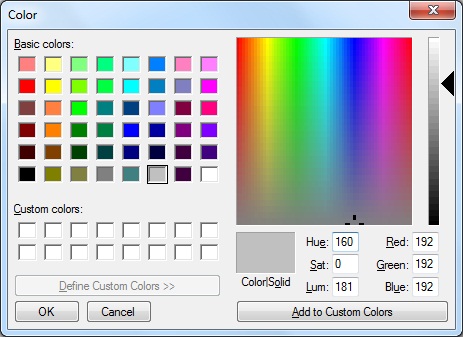 Color
Basic colors:
Custom colors:
Define Custom Colors >>
OK Cancel
Color|Solid
Hue: 160 Red: 192
Sat: 0 Green: 192
Lum: 181 Blue: 192
Add to Custom Colors